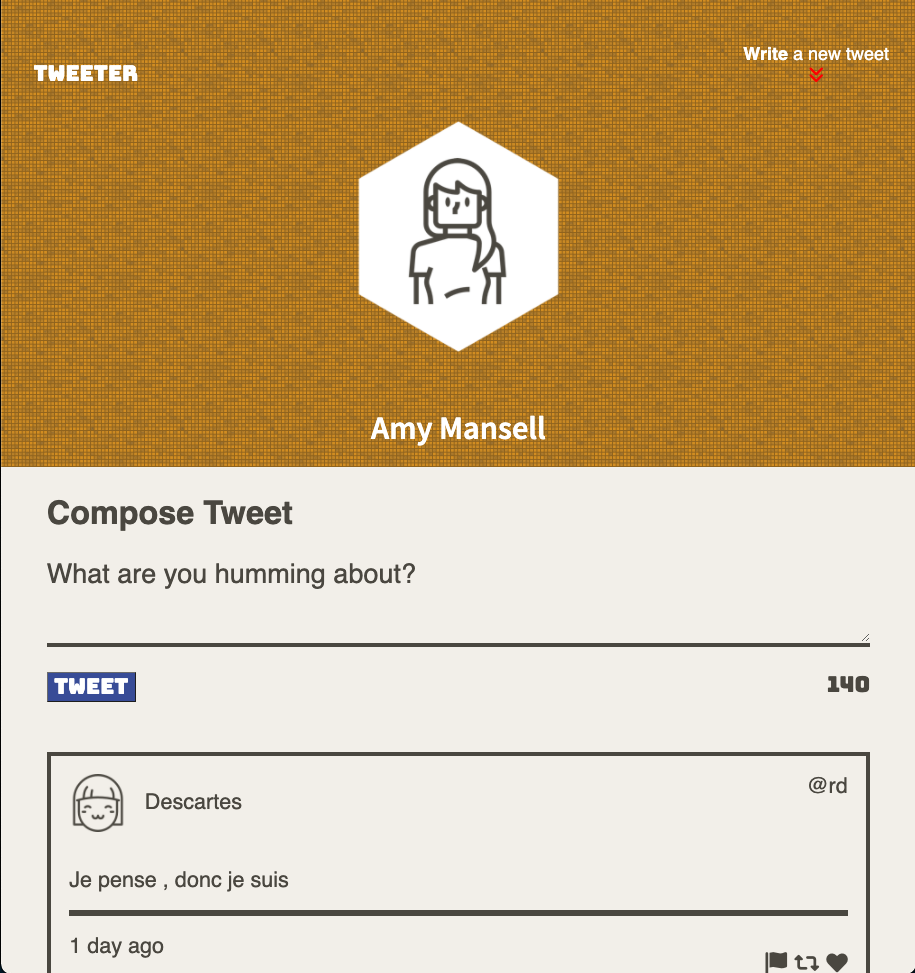 TWEETER
Write a new tweet
Amy Mansell
Compose Tweet
What are you humming about?
TWEET
140
Descartes
@rd
Je pense , donc je suis
1 day ago